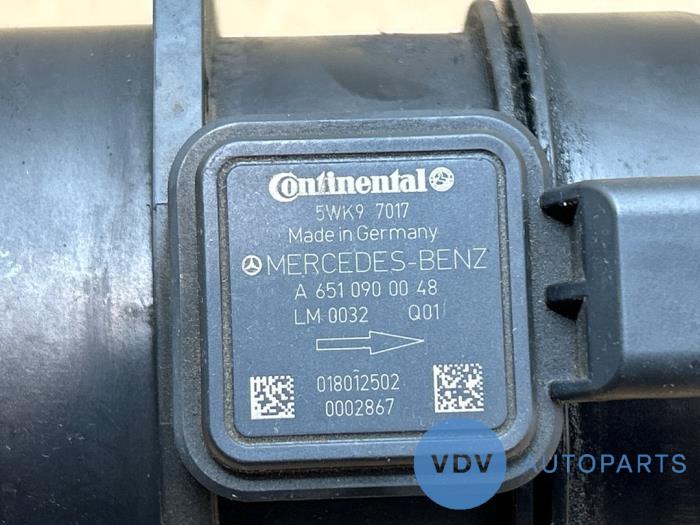 Continental
5WK9 7017
Made in Germany
MERCEDES-BENZ
A 651 090 00 48
LM 0032 Q01
018012502
0002867
VDV AUTOPARTS